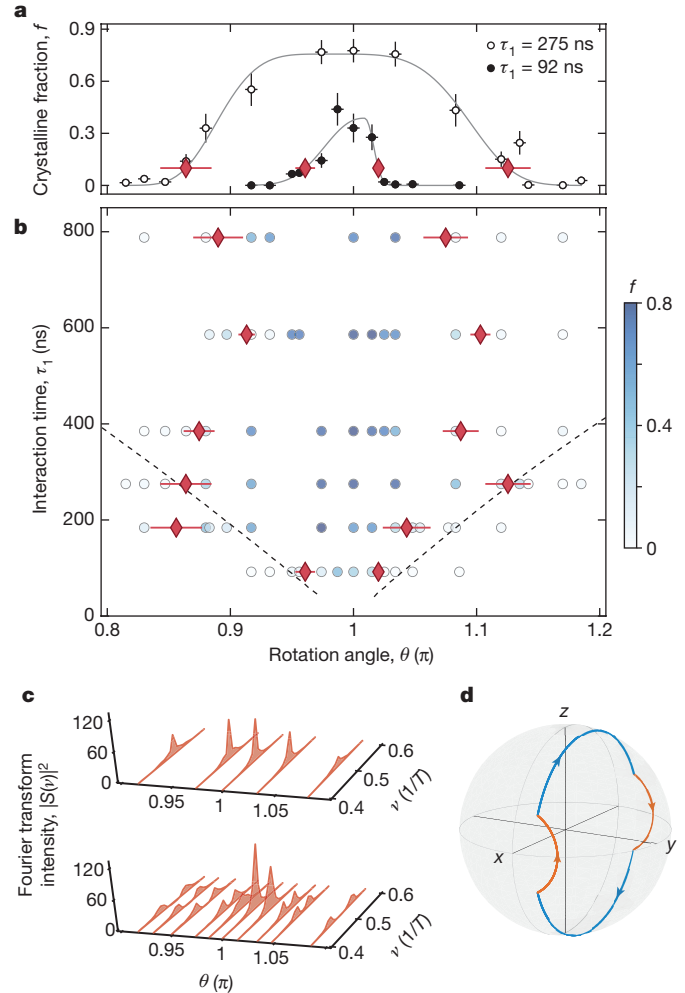 a
Crystalline fraction, f
0.9
0.6
0.3
0
τ1 = 275 ns
τ1 = 92 ns
b
Interaction time, τ1 (ns)
800
600
400
200
0
0.8
0.9
1
1.1
1.2
Rotation angle, θ (π)
f
0.8
0.4
0
c
Fourier transform
intensity, |S(ν)|²
120
60
0
0.95
1
1.05
0.4
0.5
0.6
ν (1/T)
120
60
0
0.95
1
1.05
0.4
0.5
0.6
ν (1/T)
θ (π)
d
z
x
y